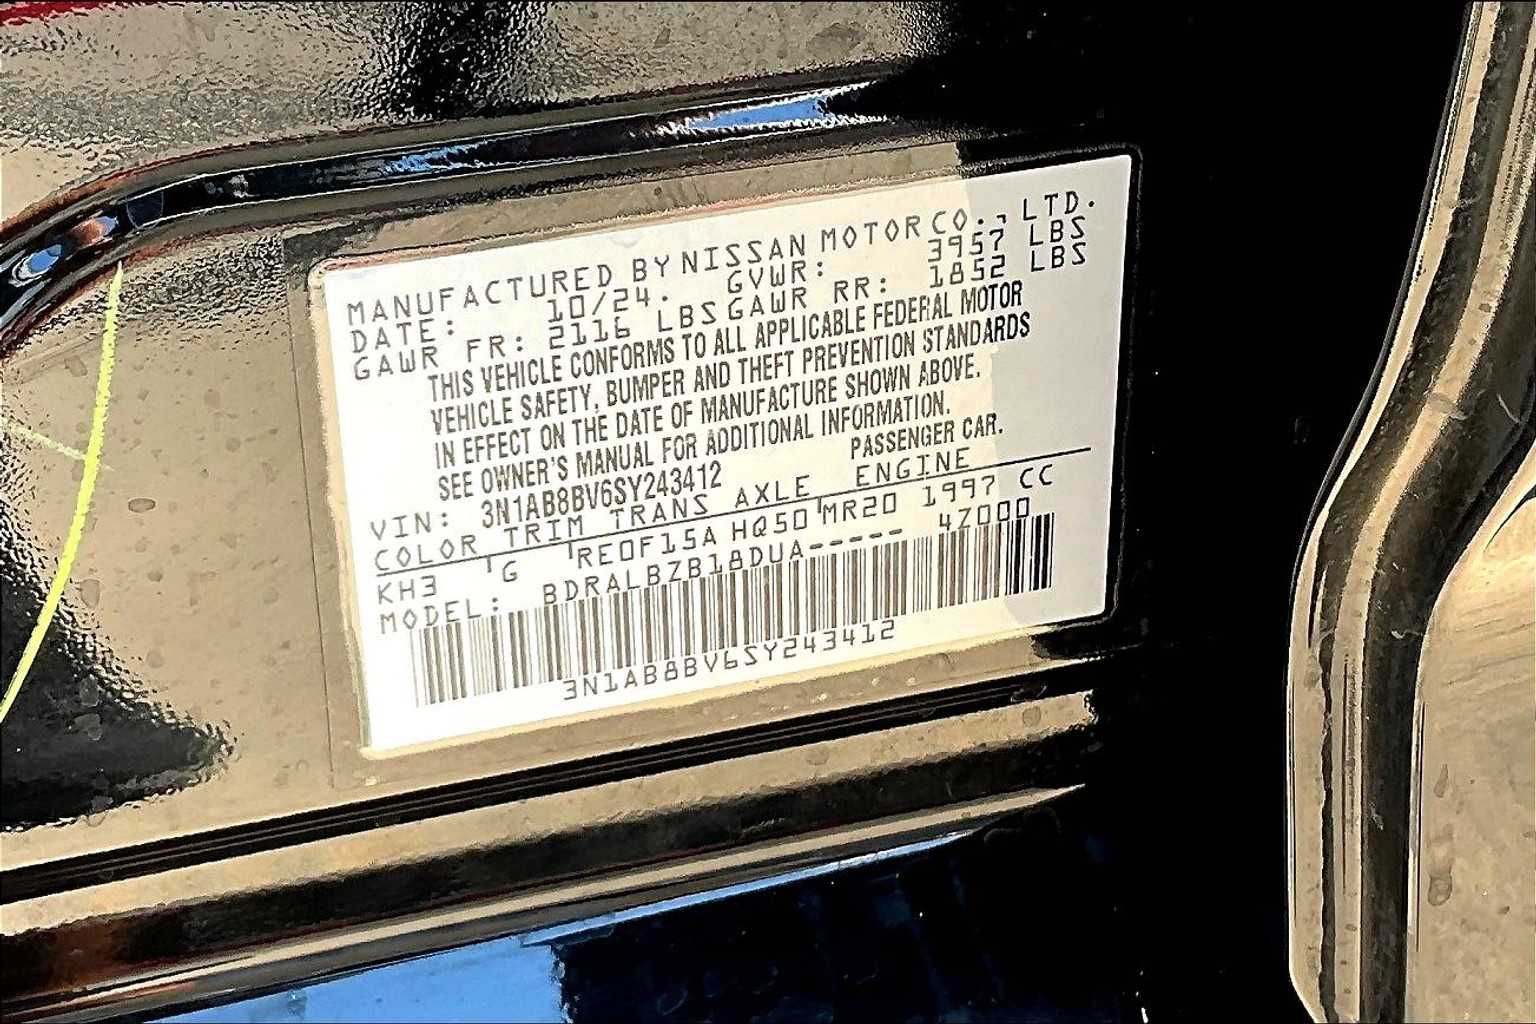 MANUFACTURED BY NISSAN MOTOR CO., LTD.
DATE: 10/24. GVWR: 3957 LBS
GAWR FR: 2116 LBS GAWR RR: 1852 LBS
THIS VEHICLE CONFORMS TO ALL APPLICABLE FEDERAL MOTOR
VEHICLE SAFETY, BUMPER AND THEFT PREVENTION STANDARDS
IN EFFECT ON THE DATE OF MANUFACTURE SHOWN ABOVE.
SEE OWNER'S MANUAL FOR ADDITIONAL INFORMATION.
VIN: 3N1AB8BV6SY243412 PASSENGER CAR.
COLOR TRIM TRANS AXLE ENGINE
KH3 G RE0F15A HQ50 MR20 1997 CC
MODEL: BDRALBZB18DUA----- 4Z000
3N1AB8BV6SY243412